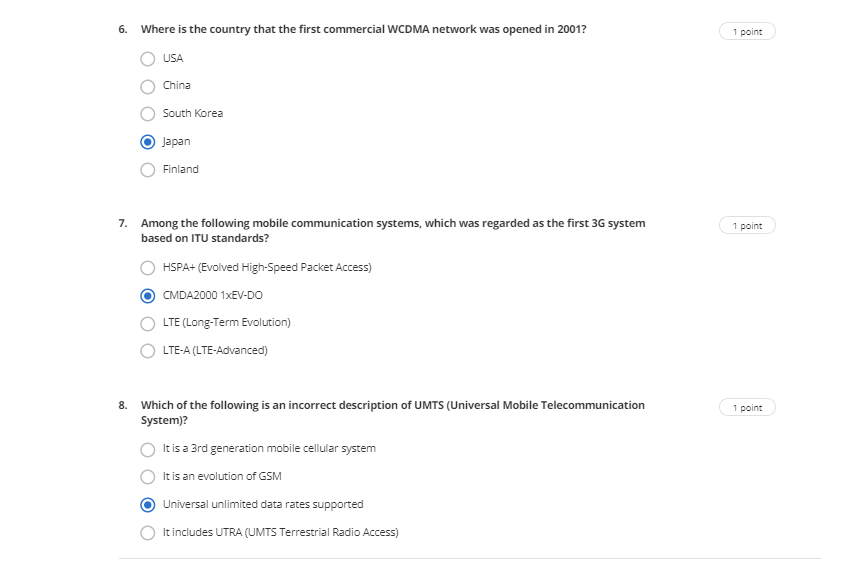 6. Where is the country that the first commercial WCDMA network was opened in 2001? 1 point
USA
China
South Korea
Japan
Finland
7. Among the following mobile communication systems, which was regarded as the first 3G system 1 point
based on ITU standards?
HSPA+ (Evolved High-Speed Packet Access)
CMDA2000 1xEV-DO
LTE (Long-Term Evolution)
LTE-A (LTE-Advanced)
8. Which of the following is an incorrect description of UMTS (Universal Mobile Telecommunication 1 point
System)?
It is a 3rd generation mobile cellular system
It is an evolution of GSM
Universal unlimited data rates supported
It includes UTRA (UMTS Terrestrial Radio Access)